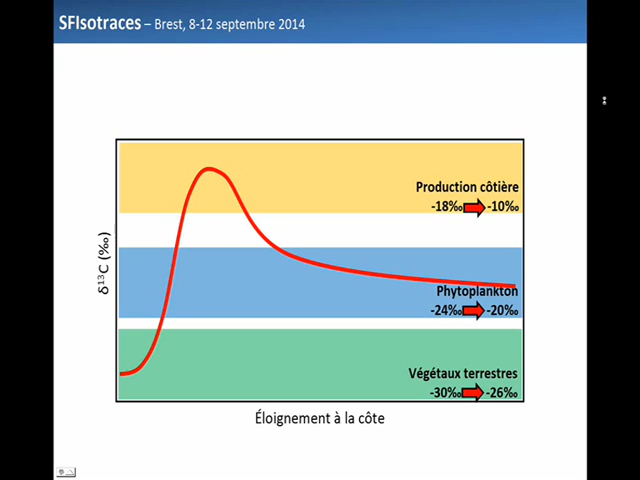 SFIsotraces – Brest, 8-12 septembre 2014
Production côtière
-18‰ -10‰
δ¹³C (‰)
Phytoplankton
-24‰ -20‰
Végétaux terrestres
-30‰ -26‰
Éloignement à la côte